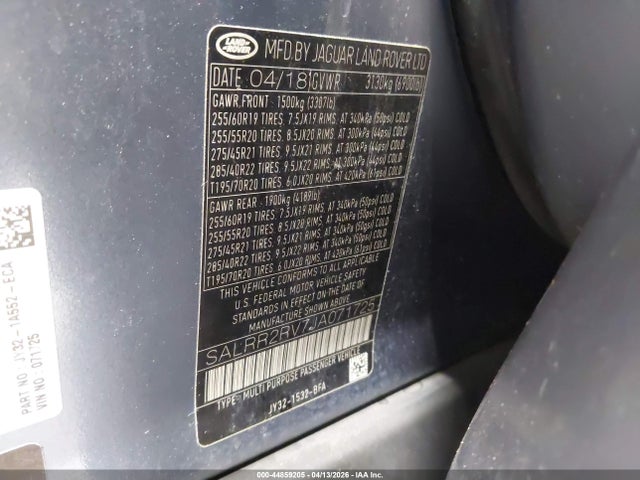 LAND ROVER
MFD.BY JAGUAR LAND ROVER LTD
DATE 04/18 GVWR 3130kg (6900lb)
GAWR FRONT 1500kg (3307lb)
255/60R19 TIRES, 7.5JX19 RIMS, AT 340kPa (50psi) COLD
255/55R20 TIRES, 8.5JX20 RIMS, AT 300kPa (44psi) COLD
275/45R21 TIRES, 9.5JX21 RIMS, AT 300kPa (44psi) COLD
285/40R22 TIRES, 9.5JX22 RIMS, AT 300kPa (44psi) COLD
T195/70R20 TIRES, 6.0JX20 RIMS, AT 420kPa (61psi) COLD
GAWR REAR 1900kg (4189lb)
255/60R19 TIRES, 7.5JX19 RIMS, AT 340kPa (50psi) COLD
255/55R20 TIRES, 8.5JX20 RIMS, AT 340kPa (50psi) COLD
275/45R21 TIRES, 9.5JX21 RIMS, AT 340kPa (50psi) COLD
285/40R22 TIRES, 9.5JX22 RIMS, AT 340kPa (50psi) COLD
T195/70R20 TIRES, 6.0JX20 RIMS, AT 420kPa (61psi) COLD
THIS VEHICLE CONFORMS TO ALL APPLICABLE
U.S. FEDERAL MOTOR VEHICLE SAFETY
STANDARDS IN EFFECT ON THE DATE OF
MANUFACTURE SHOWN ABOVE.
SALRR2RV7JA071725
TYPE: MULTI PURPOSE PASSENGER VEHICLE
JY32-1532-BFA
PART NO.: JY32-1A552-ECA
VIN NO.: 071725
000-44859205 - 04/13/2026 - IAA Inc.